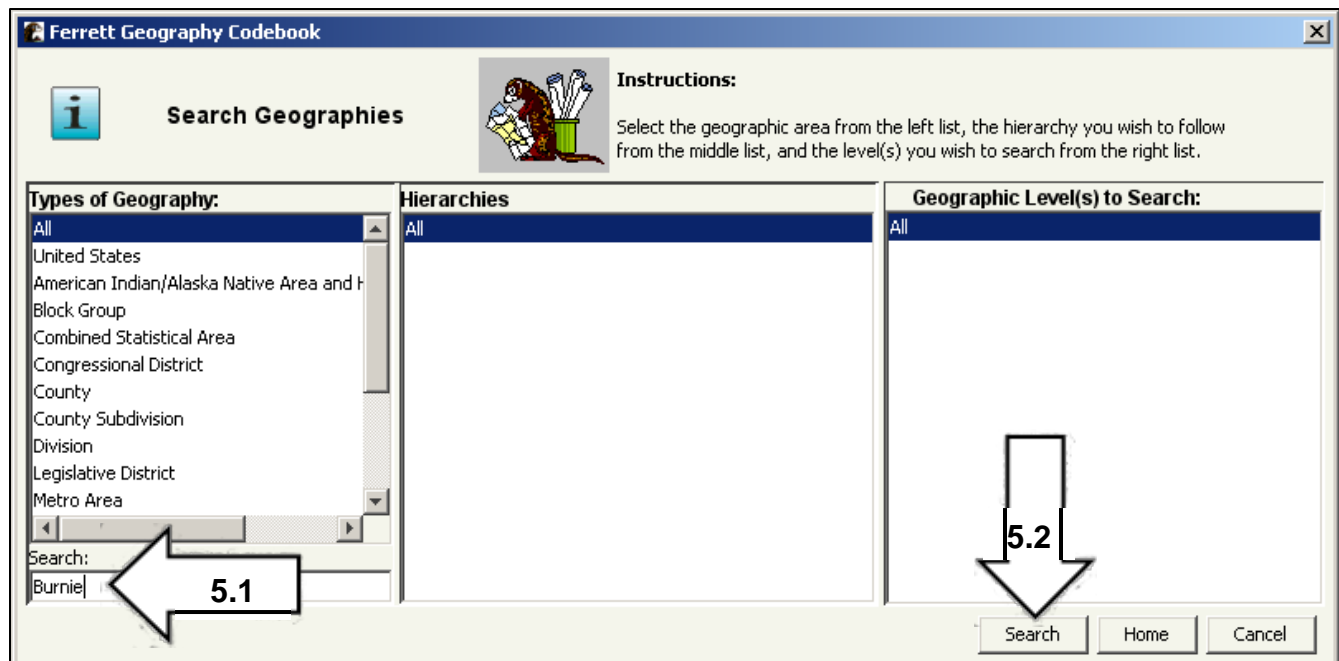 Ferrett Geography Codebook
Search Geographies
Instructions:
Select the geographic area from the left list, the hierarchy you wish to follow
from the middle list, and the level(s) you wish to search from the right list.
Types of Geography:
All
United States
American Indian/Alaska Native Area and H
Block Group
Combined Statistical Area
Congressional District
County
County Subdivision
Division
Legislative District
Metro Area
Search:
Burnie
5.1
Hierarchies
All
Geographic Level(s) to Search:
All
5.2
Search
Home
Cancel